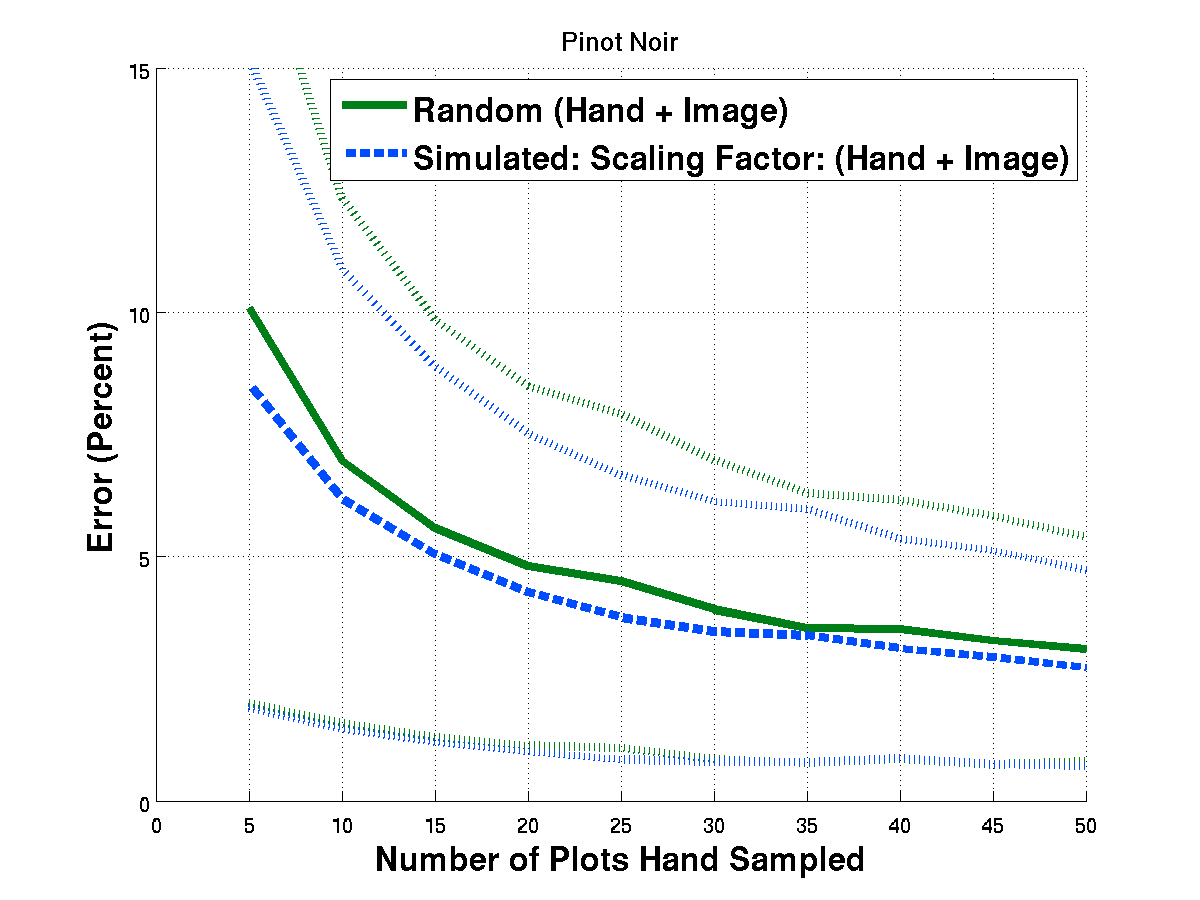 Pinot Noir
Random (Hand + Image)
Simulated: Scaling Factor: (Hand + Image)
15
10
5
0
Error (Percent)
0 5 10 15 20 25 30 35 40 45 50
Number of Plots Hand Sampled